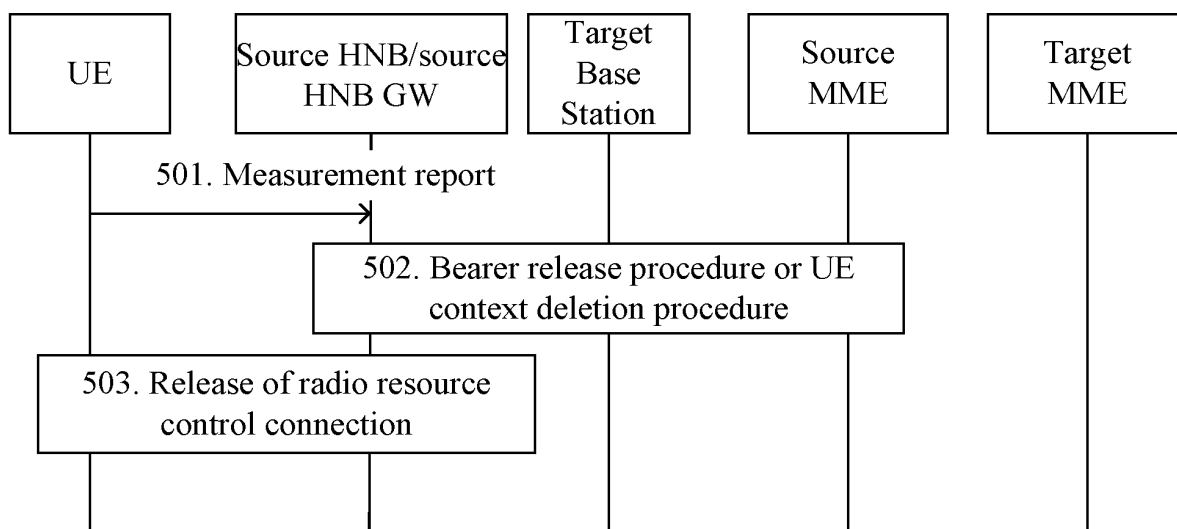 UE
Source HNB/source
HNB GW
Target
Base
Station
Source
MME
Target
MME
501. Measurement report
502. Bearer release procedure or UE
context deletion procedure
503. Release of radio resource
control connection